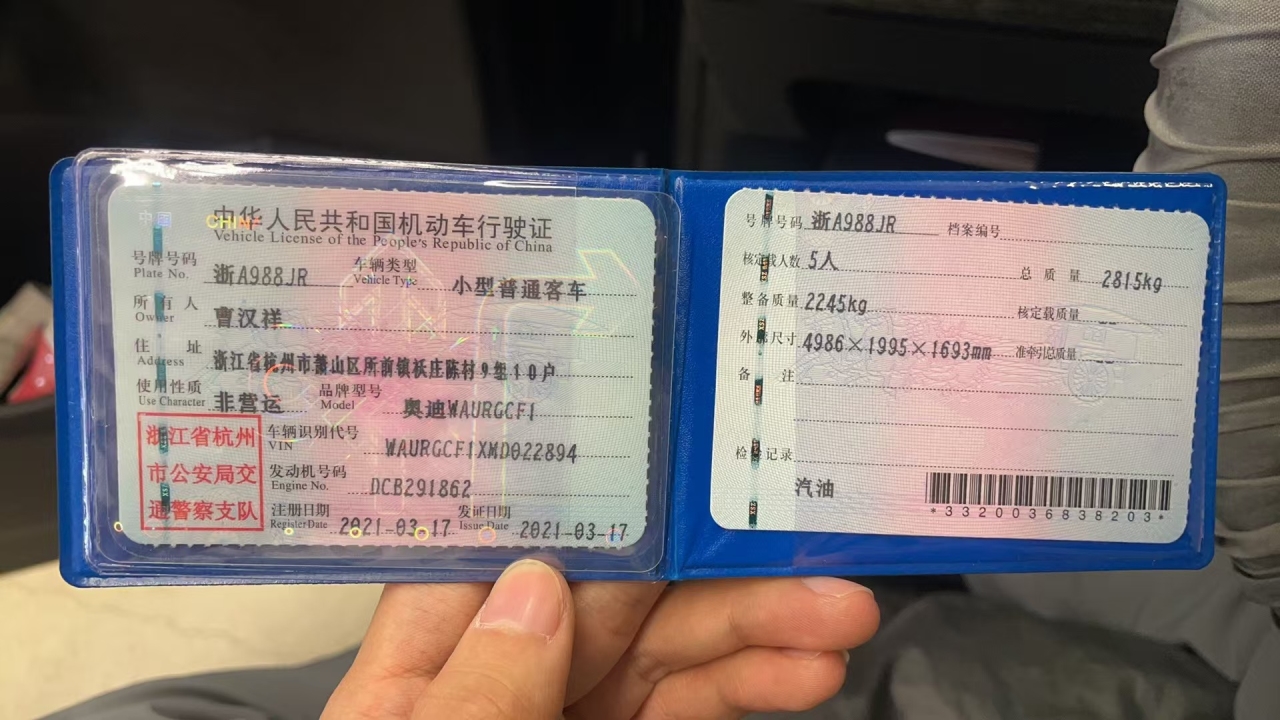 中国 CHINA
中华人民共和国机动车行驶证
Vehicle License of the People's Republic of China
号牌号码 Plate No. 浙A988JR 车辆类型 Vehicle Type 小型普通客车
所有人 Owner 曹汉祥
住址 Address 浙江省杭州市萧山区所前镇祅庄陈村9组10户
使用性质 Use Character 非营运 品牌型号 Model 奥迪WAURGCF1
浙江省杭州
市公安局交
通警察支队
车辆识别代号 VIN WAURGCF1XMD022894
发动机号码 Engine No. DCB291862
注册日期 Register Date 2021-03-17 发证日期 Issue Date 2021-03-17
号牌号码 浙A988JR 档案编号
核定载人数 5人 总质量 2815kg
整备质量 2245kg 核定载质量 --
外廓尺寸 4986×1995×1693mm 准牵引总质量 --
备注
检验记录
汽油
*3320036838203*